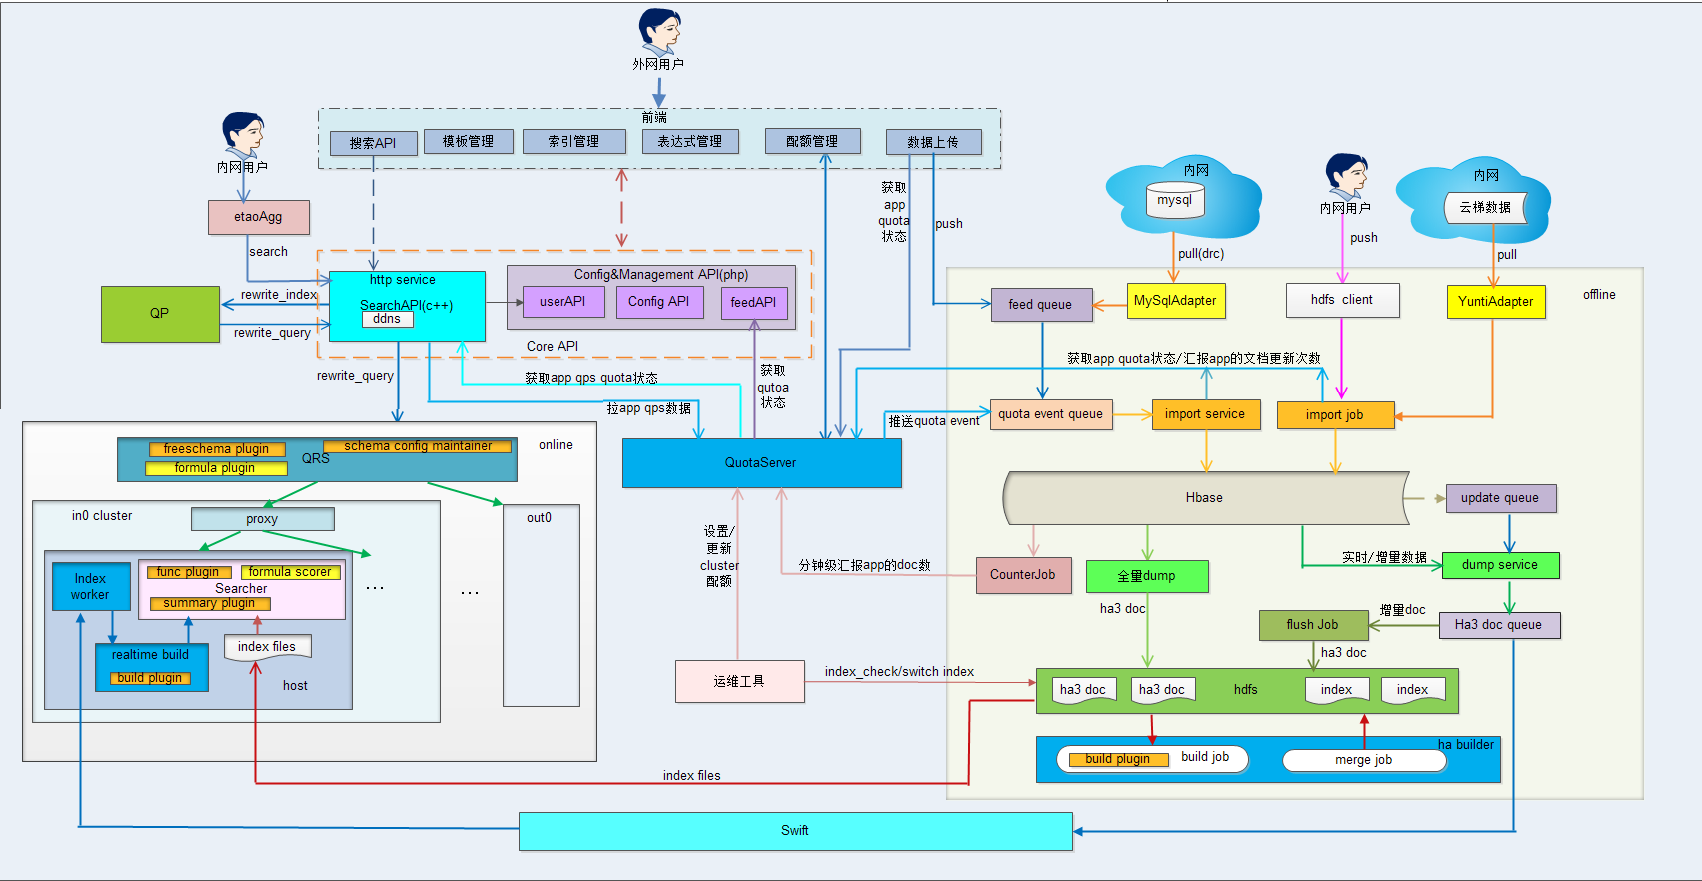 外网用户
前端
搜索API
模板管理
索引管理
表达式管理
配额管理
数据上传
内网用户
etaoAgg
search
获取
app
quota
状态
push
内网
mysql
pull(drc)
内网用户
push
内网
云梯数据
pull
QP
rewrite_index
rewrite_query
http service
SearchAPI(c++)
ddns
Config&Management API(php)
userAPI
Config API
feedAPI
Core API
offline
feed queue
MySqlAdapter
hdfs client
YuntiAdapter
rewrite_query
获取app qps quota状态
拉app qps数据
获取
qutoa
状态
获取app quota状态/汇报app的文档更新次数
推送quota event
quota event queue
import service
import job
online
freeschema plugin
schema config maintainer
QRS
formula plugin
QuotaServer
Hbase
update queue
in0 cluster
proxy
out0
设置/
更新
cluster
配额
分钟级汇报app的doc数
CounterJob
全量dump
实时/增量数据
dump service
Index
worker
func plugin
formula scorer
Searcher
summary plugin
...
...
ha3 doc
flush Job
增量doc
Ha3 doc queue
realtime build
build plugin
index files
host
ha3 doc
运维工具
index_check/switch index
ha3 doc
ha3 doc
hdfs
index
index
ha builder
build plugin
build job
merge job
index files
Swift